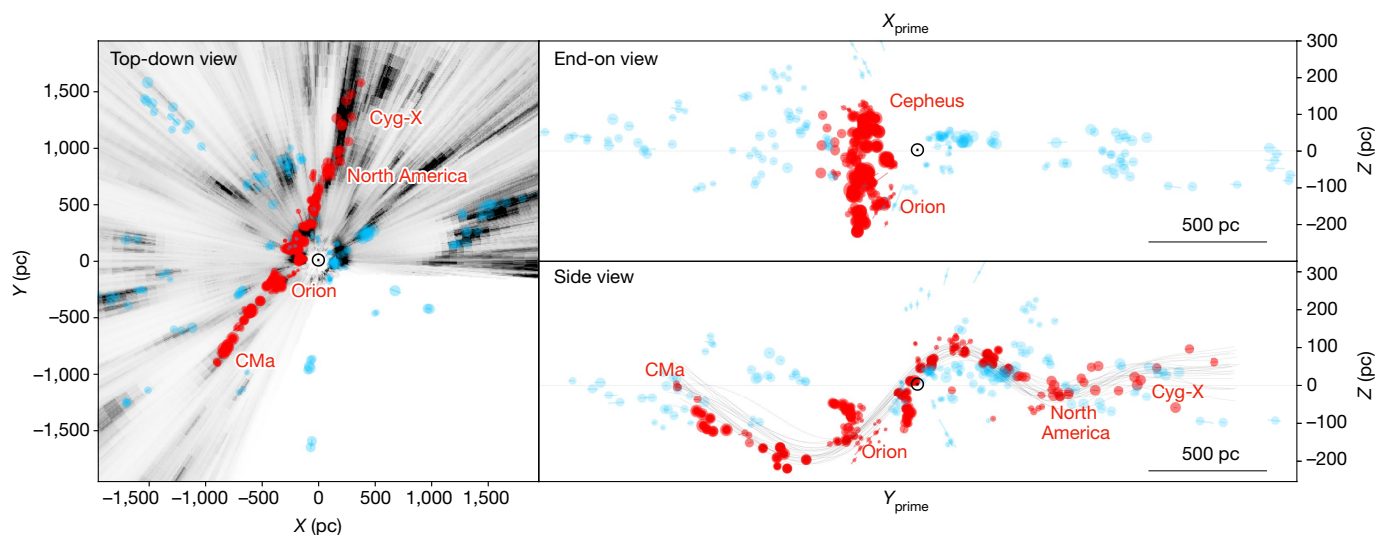 Top-down view
1,500
1,000
500
0
–500
–1,000
–1,500
Y (pc)
–1,500
–1,000
–500
0
500
1,000
1,500
X (pc)
Cyg-X
North America
Orion
CMa
X prime
End-on view
Cepheus
Orion
500 pc
300
200
100
0
–100
–200
Z (pc)
Side view
CMa
Orion
North
America
Cyg-X
500 pc
300
200
100
0
–100
–200
Z (pc)
Y prime